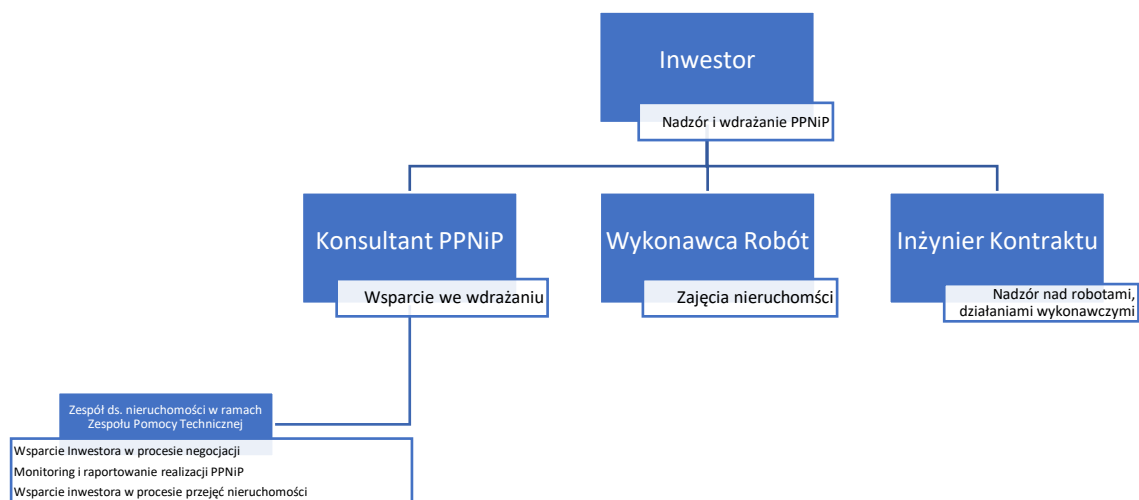 Inwestor
Nadzór i wdrażanie PPNiP
Konsultant PPNiP
Wsparcie we wdrażaniu
Wykonawca Robót
Zajęcia nieruchomści
Inżynier Kontraktu
Nadzór nad robotami,
działaniami wykonawczymi
Zespół ds. nieruchomości w ramach
Zespołu Pomocy Technicznej
Wsparcie Inwestora w procesie negocjacji
Monitoring i raportowanie realizacji PPNiP
Wsparcie inwestora w procesie przejęć nieruchomości